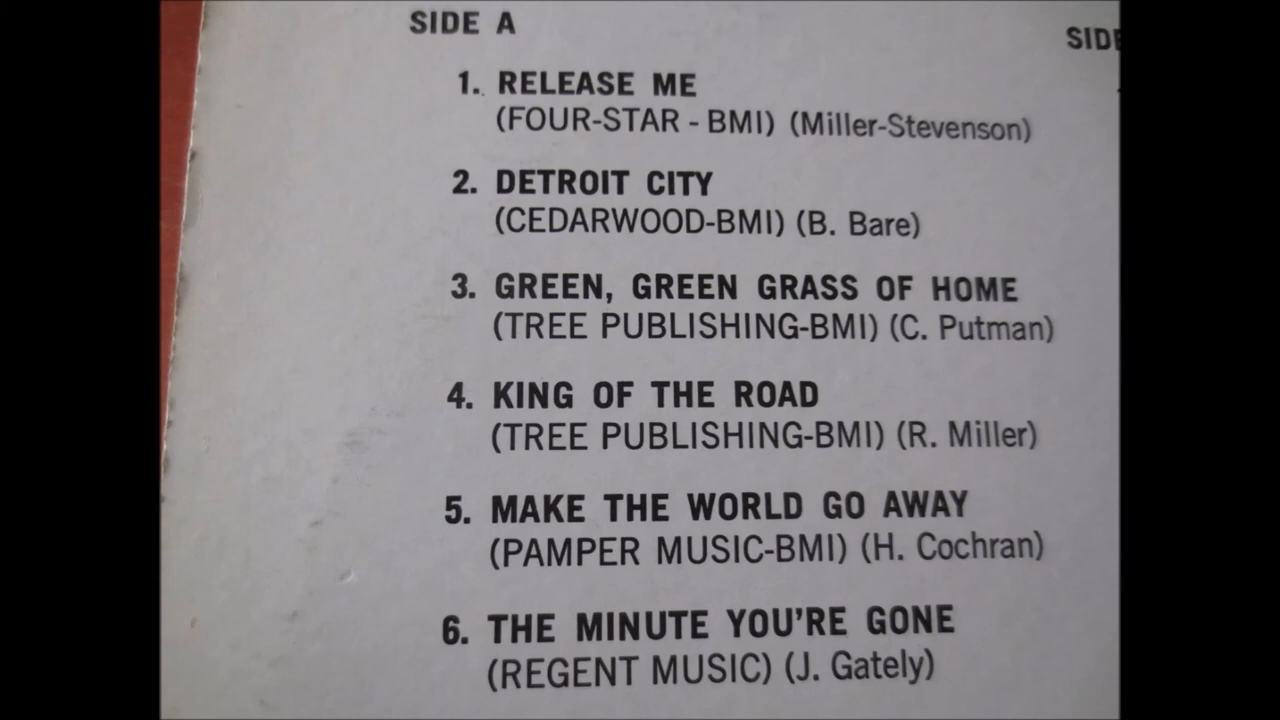 SIDE A
1. RELEASE ME
(FOUR-STAR - BMI) (Miller-Stevenson)
2. DETROIT CITY
(CEDARWOOD-BMI) (B. Bare)
3. GREEN, GREEN GRASS OF HOME
(TREE PUBLISHING-BMI) (C. Putman)
4. KING OF THE ROAD
(TREE PUBLISHING-BMI) (R. Miller)
5. MAKE THE WORLD GO AWAY
(PAMPER MUSIC-BMI) (H. Cochran)
6. THE MINUTE YOU'RE GONE
(REGENT MUSIC) (J. Gately)
SIDE